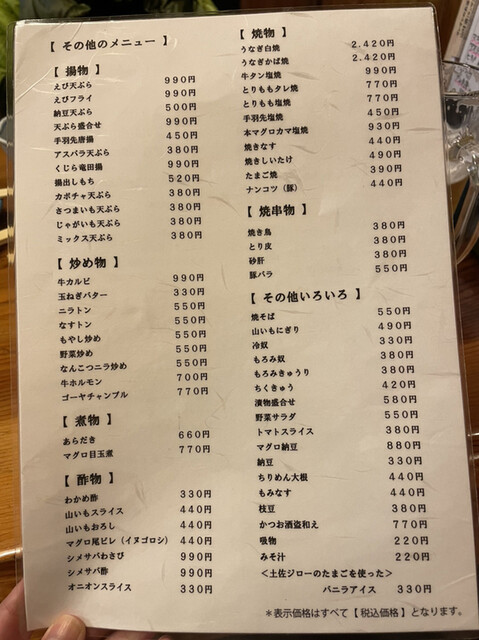 【 その他のメニュー 】
【 揚物 】
えび天ぷら 990円
えびフライ 990円
納豆天ぷら 500円
天ぷら盛合せ 990円
手羽先唐揚 450円
アスパラ天ぷら 380円
くじら竜田揚 990円
揚出しもち 520円
カボチャ天ぷら 380円
さつまいも天ぷら 380円
じゃがいも天ぷら 380円
ミックス天ぷら 380円
【 炒め物 】
牛カルビ 990円
玉ねぎバター 330円
ニラトン 550円
なすトン 550円
もやし炒め 550円
野菜炒め 550円
なんこつニラ炒め 550円
牛ホルモン 700円
ゴーヤチャンプル 770円
【 煮物 】
あらだき 660円
マグロ目玉煮 770円
【 酢物 】
わかめ酢 330円
山いもスライス 440円
山いもおろし 440円
マグロ尾ビレ（イヌゴロシ） 440円
シメサバわさび 990円
シメサバ酢 990円
オニオンスライス 330円
【 焼物 】
うなぎ白焼 2,420円
うなぎかば焼 2,420円
牛タン塩焼 990円
とりももタレ焼 770円
とりもも塩焼 770円
手羽先塩焼 450円
本マグロカマ塩焼 930円
焼きなす 440円
焼きしいたけ 490円
たまご焼 390円
ナンコツ（豚） 440円
【 焼串物 】
焼き鳥 380円
とり皮 380円
砂肝 380円
豚バラ 550円
【 その他いろいろ 】
焼そば 550円
山いもにぎり 490円
冷奴 330円
もろみ奴 380円
もろみきゅうり 380円
ちくきゅう 420円
漬物盛合せ 580円
野菜サラダ 550円
トマトスライス 380円
マグロ納豆 880円
納豆 330円
ちりめん大根 440円
もみなす 440円
枝豆 380円
かつお酒盗和え 770円
吸物 220円
みそ汁 220円
＜土佐ジローのたまごを使った＞
バニラアイス 330円
＊表示価格はすべて【 税込価格 】となります。